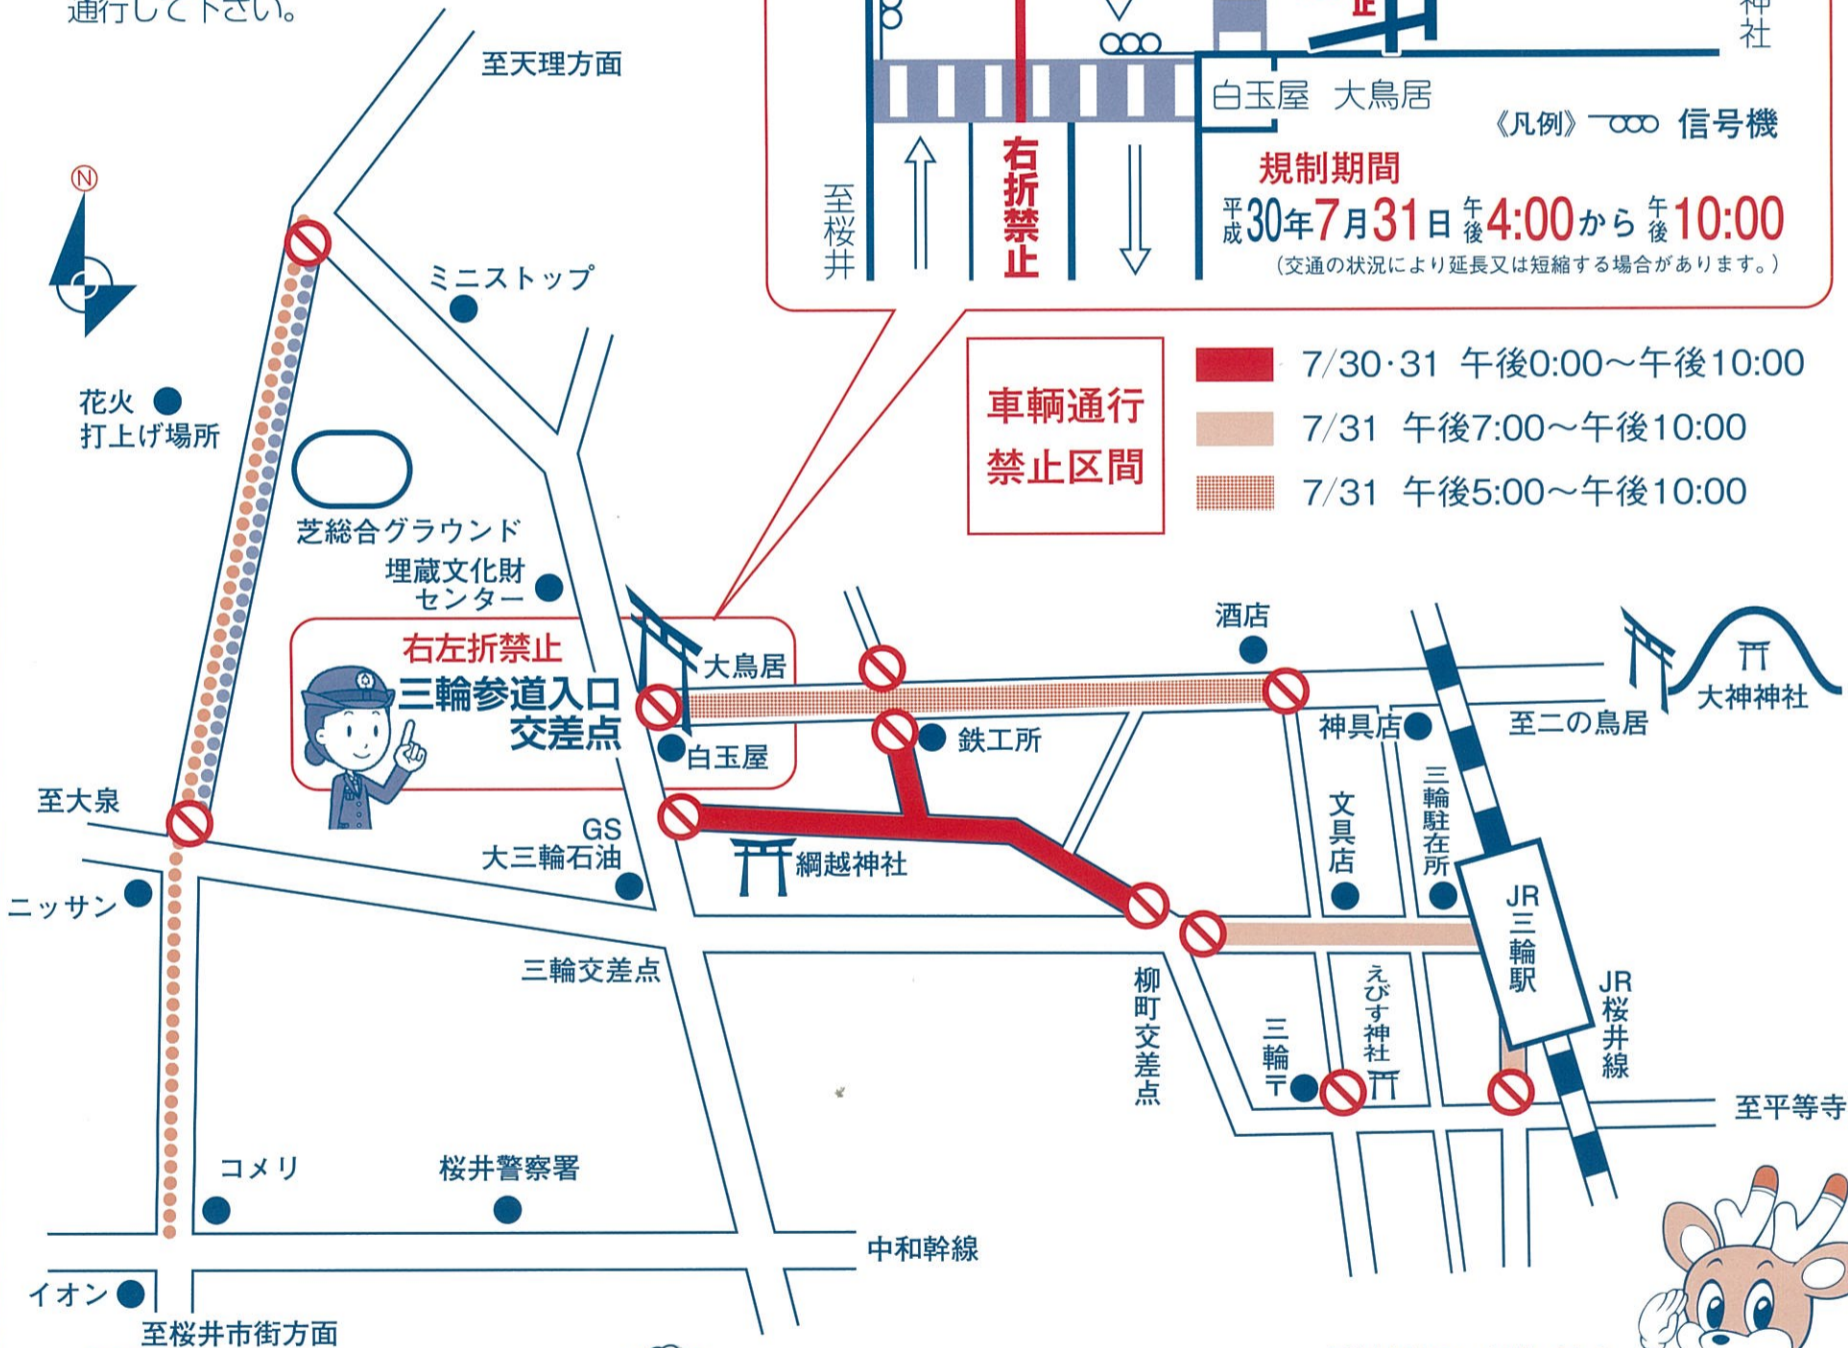 通行して下さい。
至天理方面
止
神社
白玉屋 大鳥居
《凡例》 信号機
至桜井
右折禁止
規制期間
平成30年7月31日 午後4:00から 午後10:00
(交通の状況により延長又は短縮する場合があります。)
N
ミニストップ
花火
打上げ場所
車輌通行
禁止区間
7/30・31 午後0:00〜午後10:00
7/31 午後7:00〜午後10:00
7/31 午後5:00〜午後10:00
芝総合グラウンド
埋蔵文化財
センター
右左折禁止
三輪参道入口
交差点
大鳥居
白玉屋
酒店
鉄工所
神具店
至二の鳥居
大神神社
至大泉
GS
大三輪石油
綱越神社
文具店
三輪駐在所
ニッサン
三輪交差点
柳町交差点
JR三輪駅
JR桜井線
えびす神社
三輪〒
至平等寺
コメリ
桜井警察署
中和幹線
イオン
至桜井市街方面